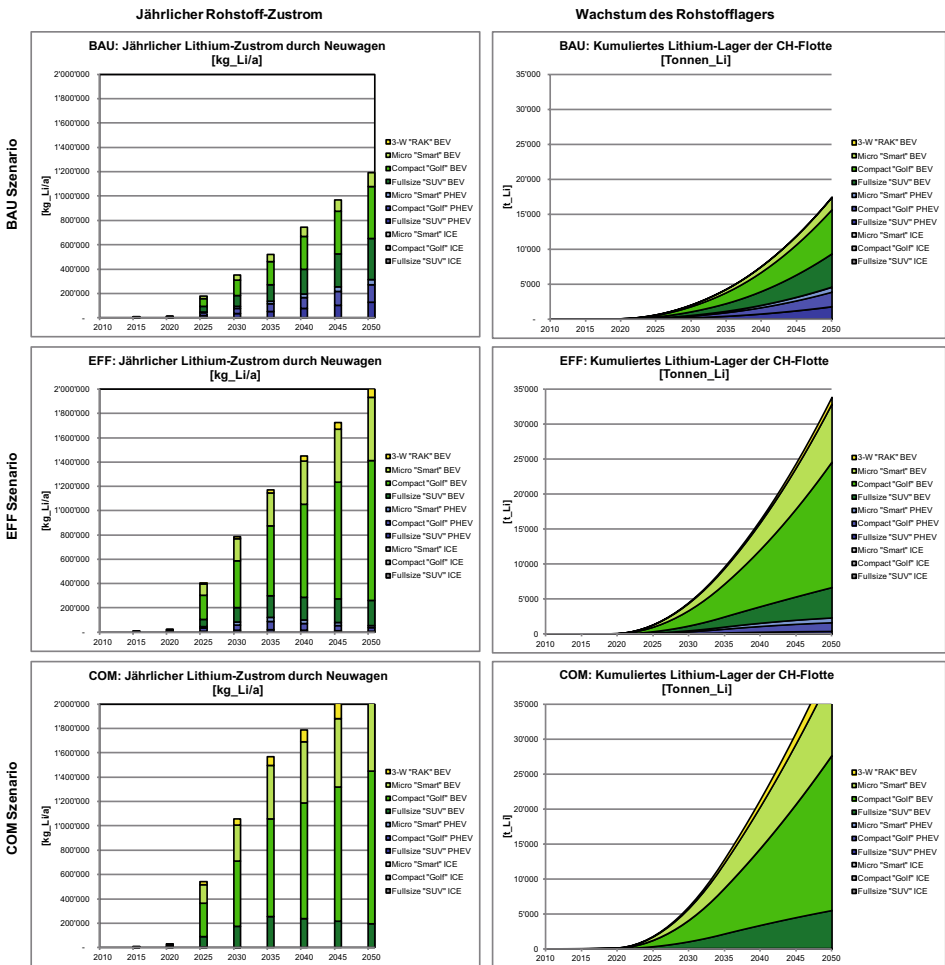 Jährlicher Rohstoff-Zustrom
Wachstum des Rohstofflagers
BAU Szenario
BAU: Jährlicher Lithium-Zustrom durch Neuwagen
[kg_Li/a]
[kg_Li/a]
2'000'000
1'800'000
1'600'000
1'400'000
1'200'000
1'000'000
800'000
600'000
400'000
200'000
-
2010 2015 2020 2025 2030 2035 2040 2045 2050
3-W "RAK" BEV
Micro "Smart" BEV
Compact "Golf" BEV
Fullsize "SUV" BEV
Micro "Smart" PHEV
Compact "Golf" PHEV
Fullsize "SUV" PHEV
Micro "Smart" ICE
Compact "Golf" ICE
Fullsize "SUV" ICE
BAU: Kumuliertes Lithium-Lager der CH-Flotte
[Tonnen_Li]
[t_Li]
35'000
30'000
25'000
20'000
15'000
10'000
5'000
-
2010 2015 2020 2025 2030 2035 2040 2045 2050
3-W "RAK" BEV
Micro "Smart" BEV
Compact "Golf" BEV
Fullsize "SUV" BEV
Micro "Smart" PHEV
Compact "Golf" PHEV
Fullsize "SUV" PHEV
Micro "Smart" ICE
Compact "Golf" ICE
Fullsize "SUV" ICE
EFF Szenario
EFF: Jährlicher Lithium-Zustrom durch Neuwagen
[kg_Li/a]
[kg_Li/a]
2'000'000
1'800'000
1'600'000
1'400'000
1'200'000
1'000'000
800'000
600'000
400'000
200'000
-
2010 2015 2020 2025 2030 2035 2040 2045 2050
3-W "RAK" BEV
Micro "Smart" BEV
Compact "Golf" BEV
Fullsize "SUV" BEV
Micro "Smart" PHEV
Compact "Golf" PHEV
Fullsize "SUV" PHEV
Micro "Smart" ICE
Compact "Golf" ICE
Fullsize "SUV" ICE
EFF: Kumuliertes Lithium-Lager der CH-Flotte
[Tonnen_Li]
[t_Li]
35'000
30'000
25'000
20'000
15'000
10'000
5'000
0
2010 2015 2020 2025 2030 2035 2040 2045 2050
3-W "RAK" BEV
Micro "Smart" BEV
Compact "Golf" BEV
Fullsize "SUV" BEV
Micro "Smart" PHEV
Compact "Golf" PHEV
Fullsize "SUV" PHEV
Micro "Smart" ICE
Compact "Golf" ICE
Fullsize "SUV" ICE
COM Szenario
COM: Jährlicher Lithium-Zustrom durch Neuwagen
[kg_Li/a]
[kg_Li/a]
2'000'000
1'800'000
1'600'000
1'400'000
1'200'000
1'000'000
800'000
600'000
400'000
200'000
-
2010 2015 2020 2025 2030 2035 2040 2045 2050
3-W "RAK" BEV
Micro "Smart" BEV
Compact "Golf" BEV
Fullsize "SUV" BEV
Micro "Smart" PHEV
Compact "Golf" PHEV
Fullsize "SUV" PHEV
Micro "Smart" ICE
Compact "Golf" ICE
Fullsize "SUV" ICE
COM: Kumuliertes Lithium-Lager der CH-Flotte
[Tonnen_Li]
[t_Li]
35'000
30'000
25'000
20'000
15'000
10'000
5'000
0
2010 2015 2020 2025 2030 2035 2040 2045 2050
3-W "RAK" BEV
Micro "Smart" BEV
Compact "Golf" BEV
Fullsize "SUV" BEV
Micro "Smart" PHEV
Compact "Golf" PHEV
Fullsize "SUV" PHEV
Micro "Smart" ICE
Compact "Golf" ICE
Fullsize "SUV" ICE